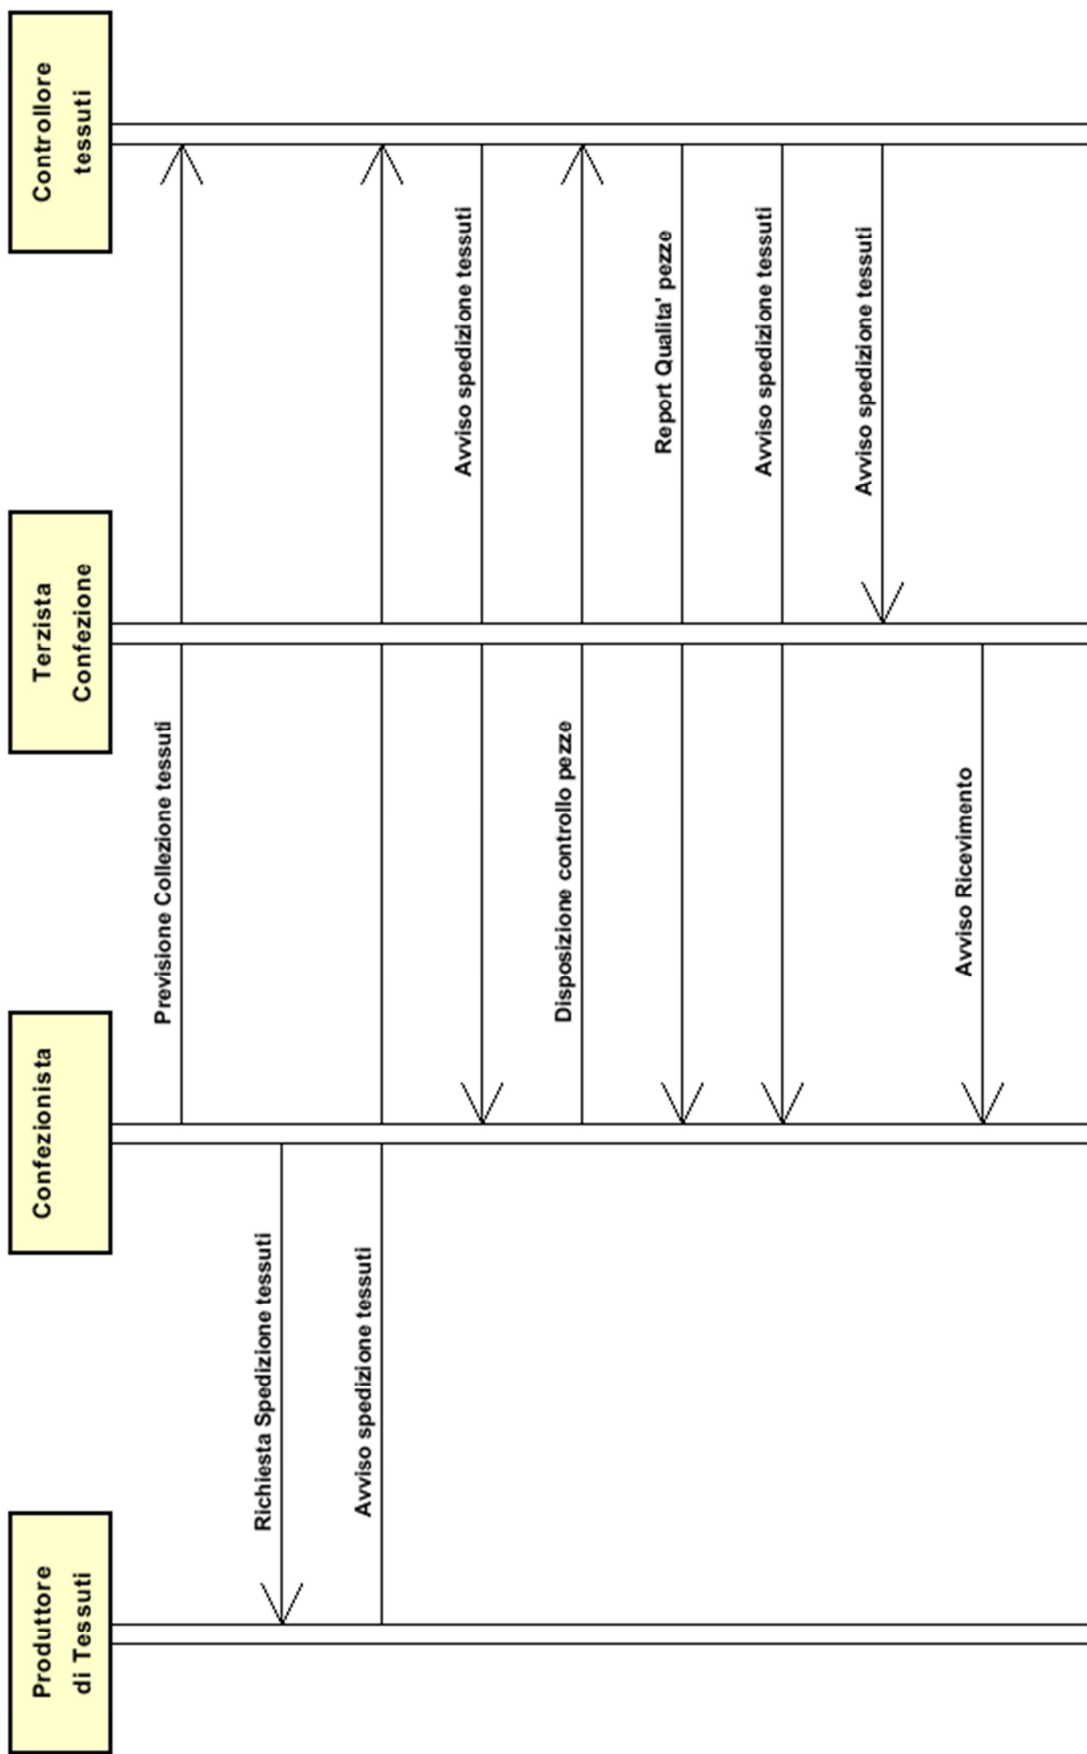 Produttore
di Tessuti
Confezionista
Terzista
Confezione
Controllore
tessuti
Previsione Collezione tessuti
Richiesta Spedizione tessuti
Avviso spedizione tessuti
Avviso spedizione tessuti
Disposizione controllo pezze
Report Qualita' pezze
Avviso spedizione tessuti
Avviso spedizione tessuti
Avviso Ricevimento